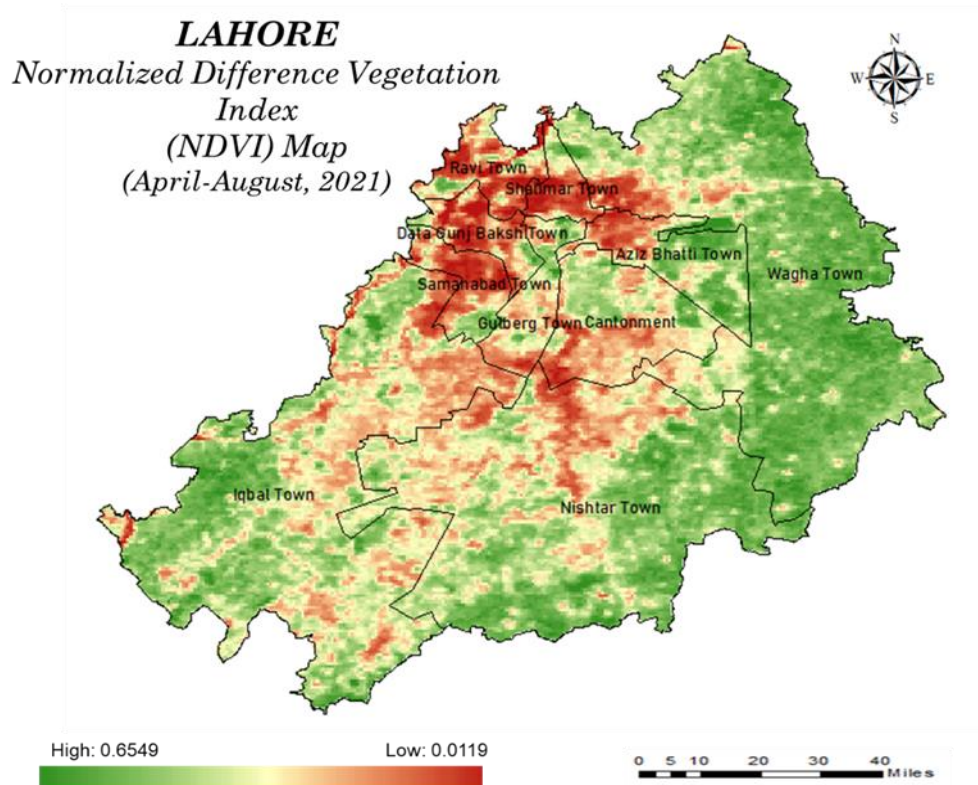 LAHORE
Normalized Difference Vegetation
Index
(NDVI) Map
(April-August, 2021)
N
W E
S
Ravi Town
Shalimar Town
Data Gunj BakshiTown
Aziz Bhatti Town
Wagha Town
Samanabad Town
Gulberg Town
Cantonment
Iqbal Town
Nishtar Town
High: 0.6549
Low: 0.0119
0 5 10 20 30 40
Miles